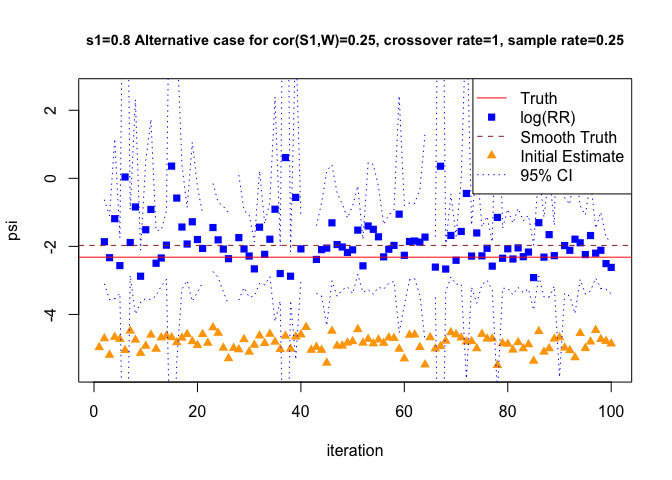 s1=0.8 Alternative case for cor(S1,W)=0.25, crossover rate=1, sample rate=0.25
Truth
log(RR)
Smooth Truth
Initial Estimate
95% CI
psi
2
0
-2
-4
0 20 40 60 80 100
iteration